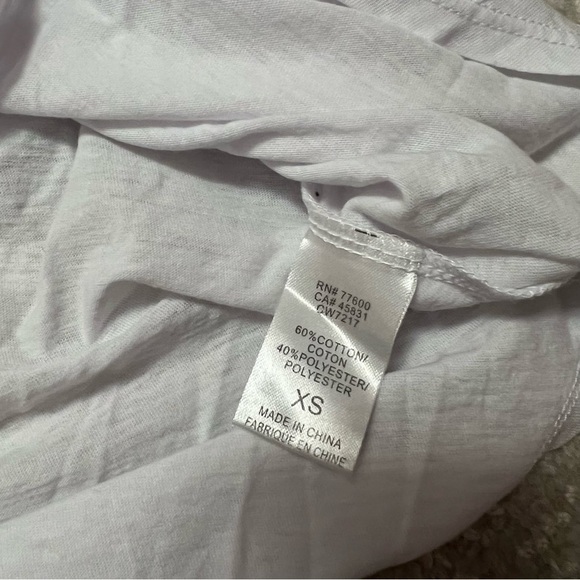 RN# 77600
CA# 45831
CW7217
60%COTTON/
COTON
40%POLYESTER/
POLYESTER
XS
MADE IN CHINA
FABRIQUE EN CHINE